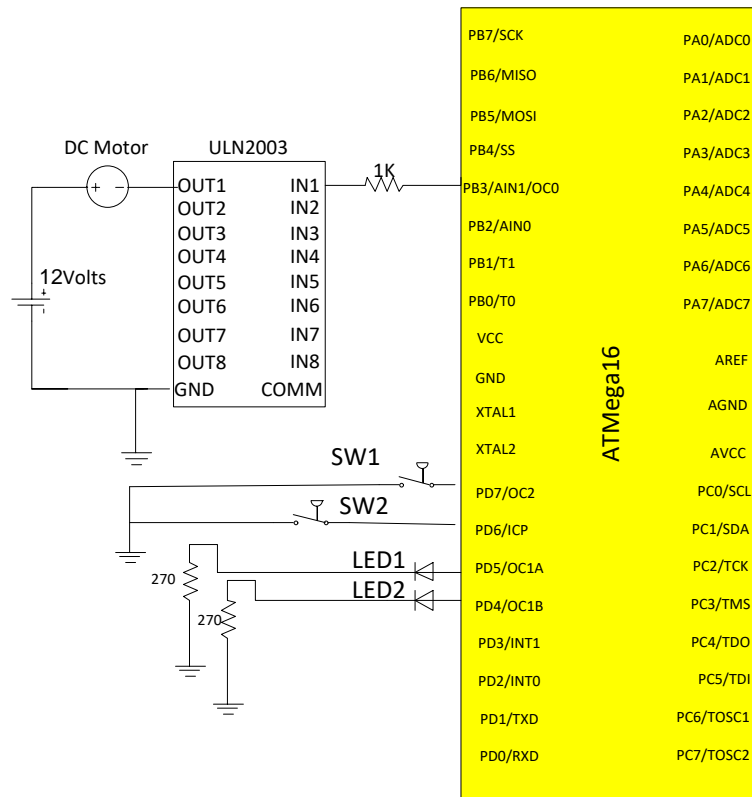 DC Motor
+ -
12Volts
+
-
ULN2003
OUT1 IN1
OUT2 IN2
OUT3 IN3
OUT4 IN4
OUT5 IN5
OUT6 IN6
OUT7 IN7
OUT8 IN8
GND COMM
1K
SW1
SW2
LED1
LED2
270
270
PB7/SCK PA0/ADC0
PB6/MISO PA1/ADC1
PB5/MOSI PA2/ADC2
PB4/SS PA3/ADC3
PB3/AIN1/OC0 PA4/ADC4
PB2/AIN0 PA5/ADC5
PB1/T1 PA6/ADC6
PB0/T0 PA7/ADC7
VCC AREF
GND AGND
XTAL1 AVCC
XTAL2 PC0/SCL
PD7/OC2 PC1/SDA
PD6/ICP PC2/TCK
PD5/OC1A PC3/TMS
PD4/OC1B PC4/TDO
PD3/INT1 PC5/TDI
PD2/INT0 PC6/TOSC1
PD1/TXD PC7/TOSC2
PD0/RXD
ATMega16